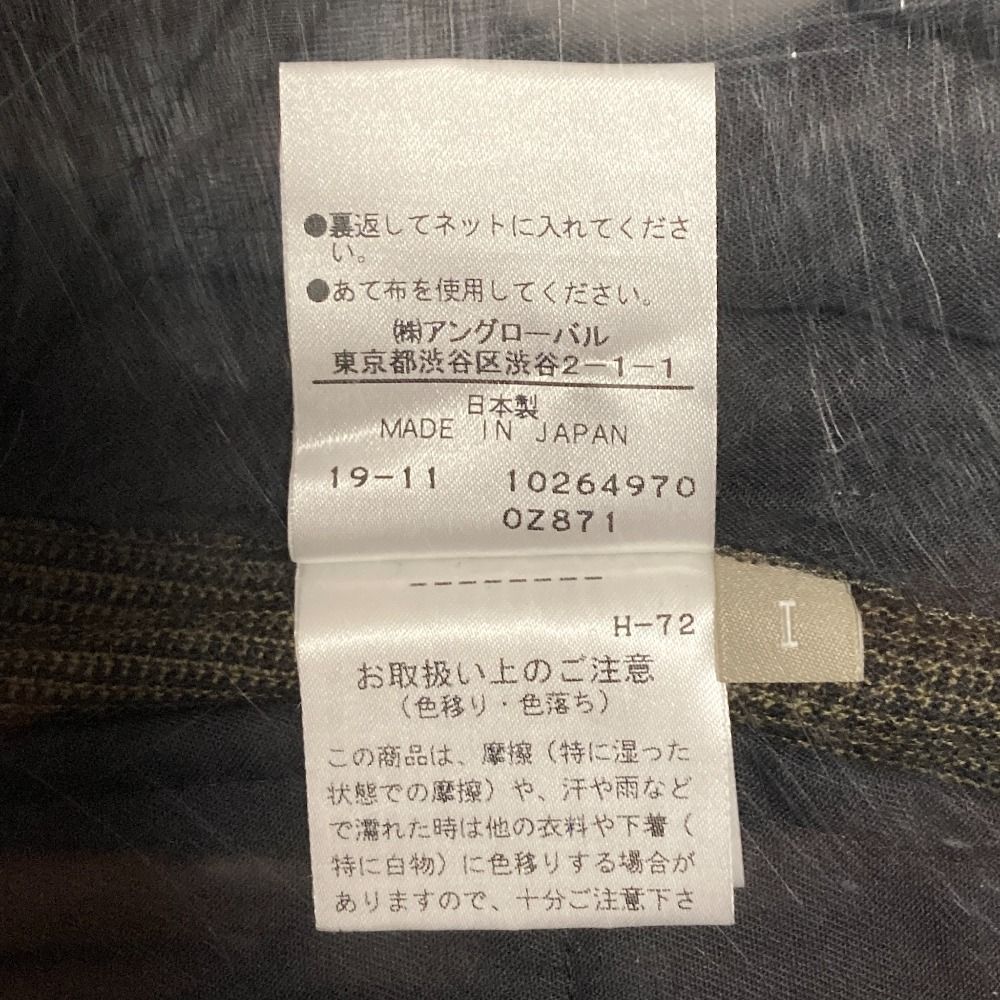 ●裏返してネットに入れてくださ
い。
●あて布を使用してください。
㈱アングローバル
東京都渋谷区渋谷2-1-1
日本製
MADE IN JAPAN
19-11 10264970
0Z871
--------
H-72
I
お取扱い上のご注意
(色移り・色落ち)
この商品は、摩擦(特に湿った
状態での摩擦)や、汗や雨など
で濡れた時は他の衣料や下着(
特に白物)に色移りする場合が
ありますので、十分ご注意下さ